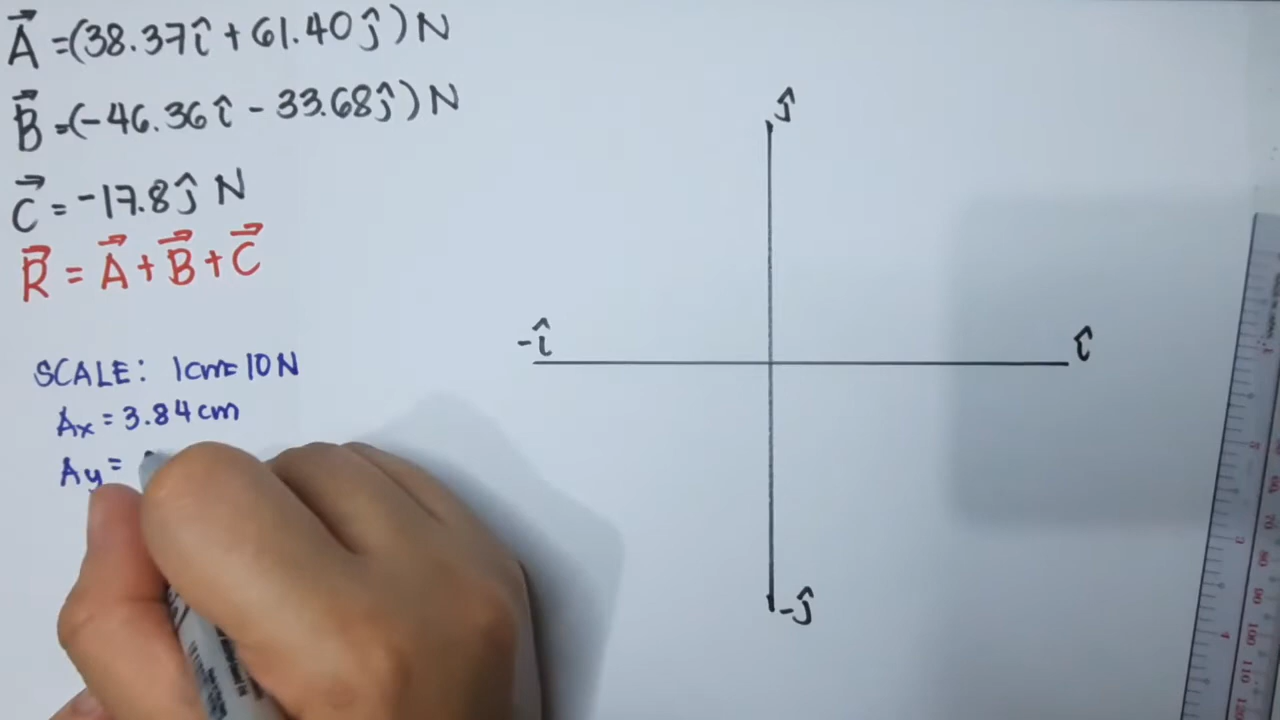 A⃗ =(38.37î + 61.40ĵ) N
B⃗ =(-46.36î - 33.68ĵ) N
C⃗ = -17.8ĵ N
R⃗ = A⃗ + B⃗ + C⃗
SCALE: 1cm=10N
Ax = 3.84 cm
Ay =
ĵ
-î
î
-ĵ